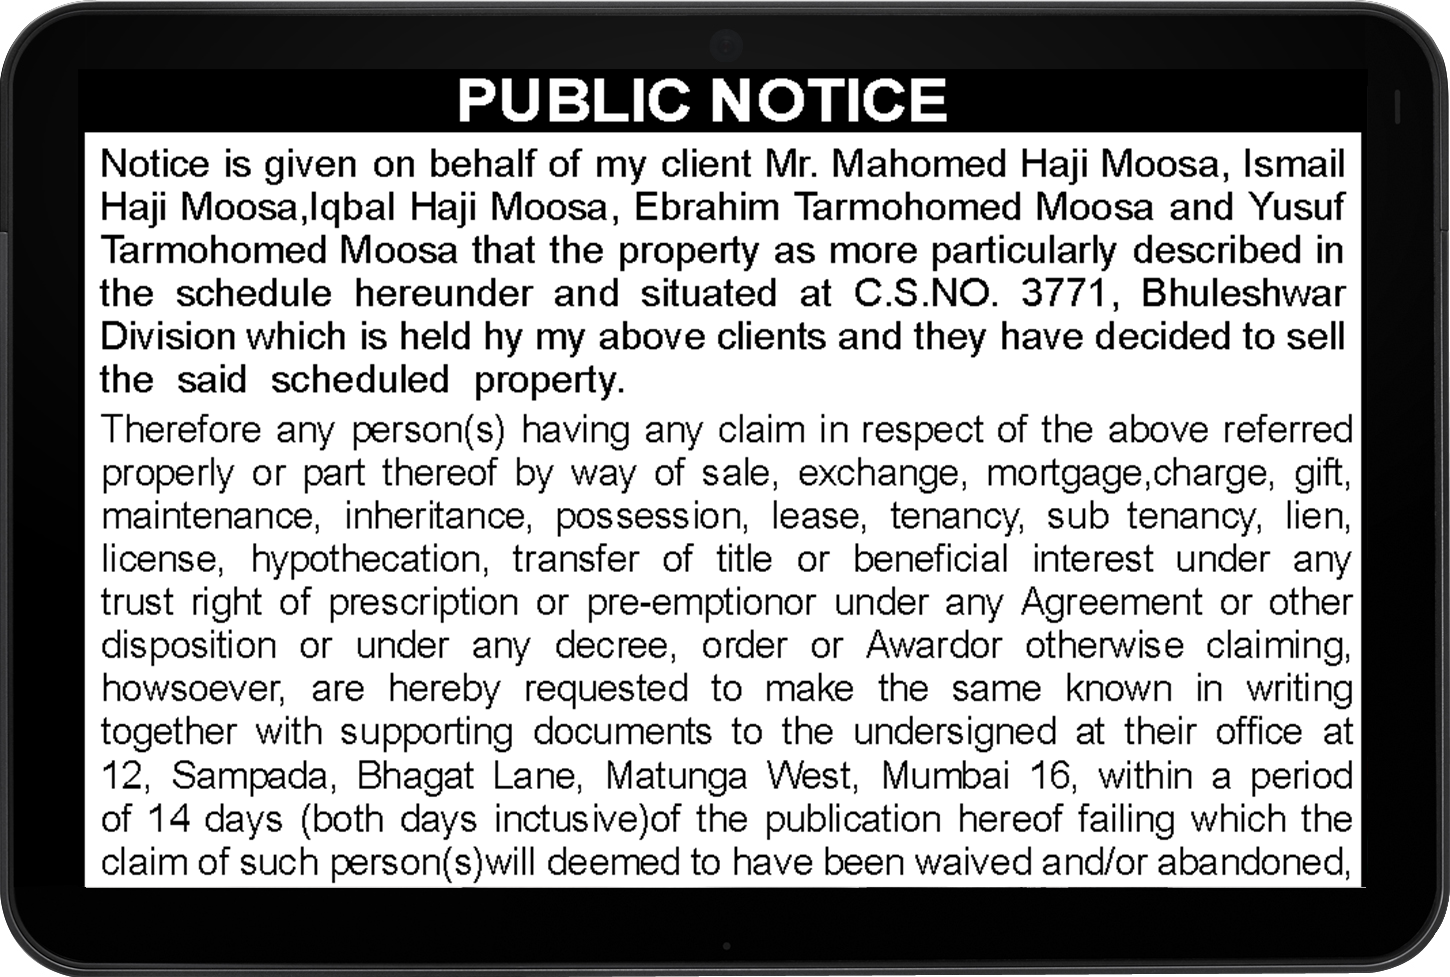 PUBLIC NOTICE
Notice is given on behalf of my client Mr. Mahomed Haji Moosa, Ismail
Haji Moosa,Iqbal Haji Moosa, Ebrahim Tarmohomed Moosa and Yusuf
Tarmohomed Moosa that the property as more particularly described in
the schedule hereunder and situated at C.S.NO. 3771, Bhuleshwar
Division which is held hy my above clients and they have decided to sell
the said scheduled property.
Therefore any person(s) having any claim in respect of the above referred
properly or part thereof by way of sale, exchange, mortgage,charge, gift,
maintenance, inheritance, possession, lease, tenancy, sub tenancy, lien,
license, hypothecation, transfer of title or beneficial interest under any
trust right of prescription or pre-emptionor under any Agreement or other
disposition or under any decree, order or Awardor otherwise claiming,
howsoever, are hereby requested to make the same known in writing
together with supporting documents to the undersigned at their office at
12, Sampada, Bhagat Lane, Matunga West, Mumbai 16, within a period
of 14 days (both days inctusive)of the publication hereof failing which the
claim of such person(s)will deemed to have been waived and/or abandoned,